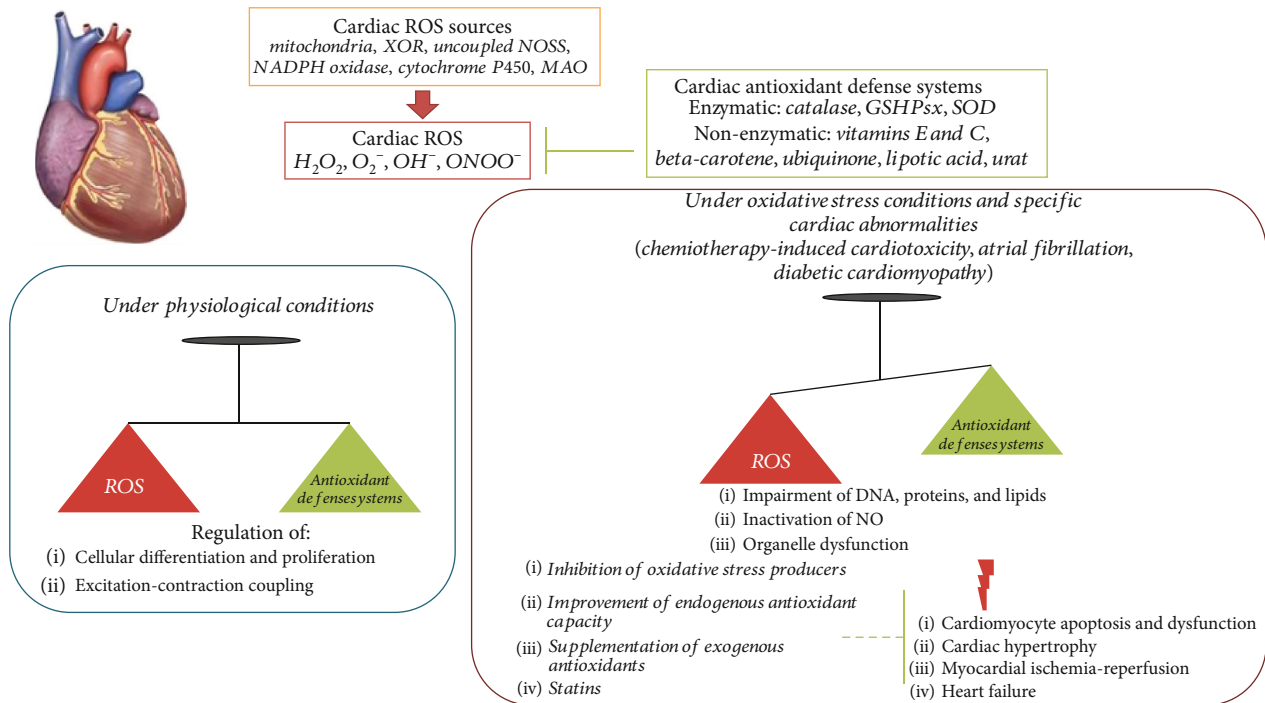 Cardiac ROS sources
mitochondria, XOR, uncoupled NOSS,
NADPH oxidase, cytochrome P450, MAO
Cardiac ROS
H₂O₂, O₂⁻, OH⁻, ONOO⁻
Cardiac antioxidant defense systems
Enzymatic: catalase, GSHPsx, SOD
Non-enzymatic: vitamins E and C,
beta-carotene, ubiquinone, lipotic acid, urat
Under physiological conditions
ROS
Antioxidant
defensesystems
Regulation of:
(i) Cellular differentiation and proliferation
(ii) Excitation-contraction coupling
Under oxidative stress conditions and specific
cardiac abnormalities
(chemiotherapy-induced cardiotoxicity, atrial fibrillation,
diabetic cardiomyopathy)
ROS
Antioxidant
defensesystems
(i) Impairment of DNA, proteins, and lipids
(ii) Inactivation of NO
(iii) Organelle dysfunction
(i) Inhibition of oxidative stress producers
(ii) Improvement of endogenous antioxidant
capacity
(iii) Supplementation of exogenous
antioxidants
(iv) Statins
(i) Cardiomyocyte apoptosis and dysfunction
(ii) Cardiac hypertrophy
(iii) Myocardial ischemia-reperfusion
(iv) Heart failure